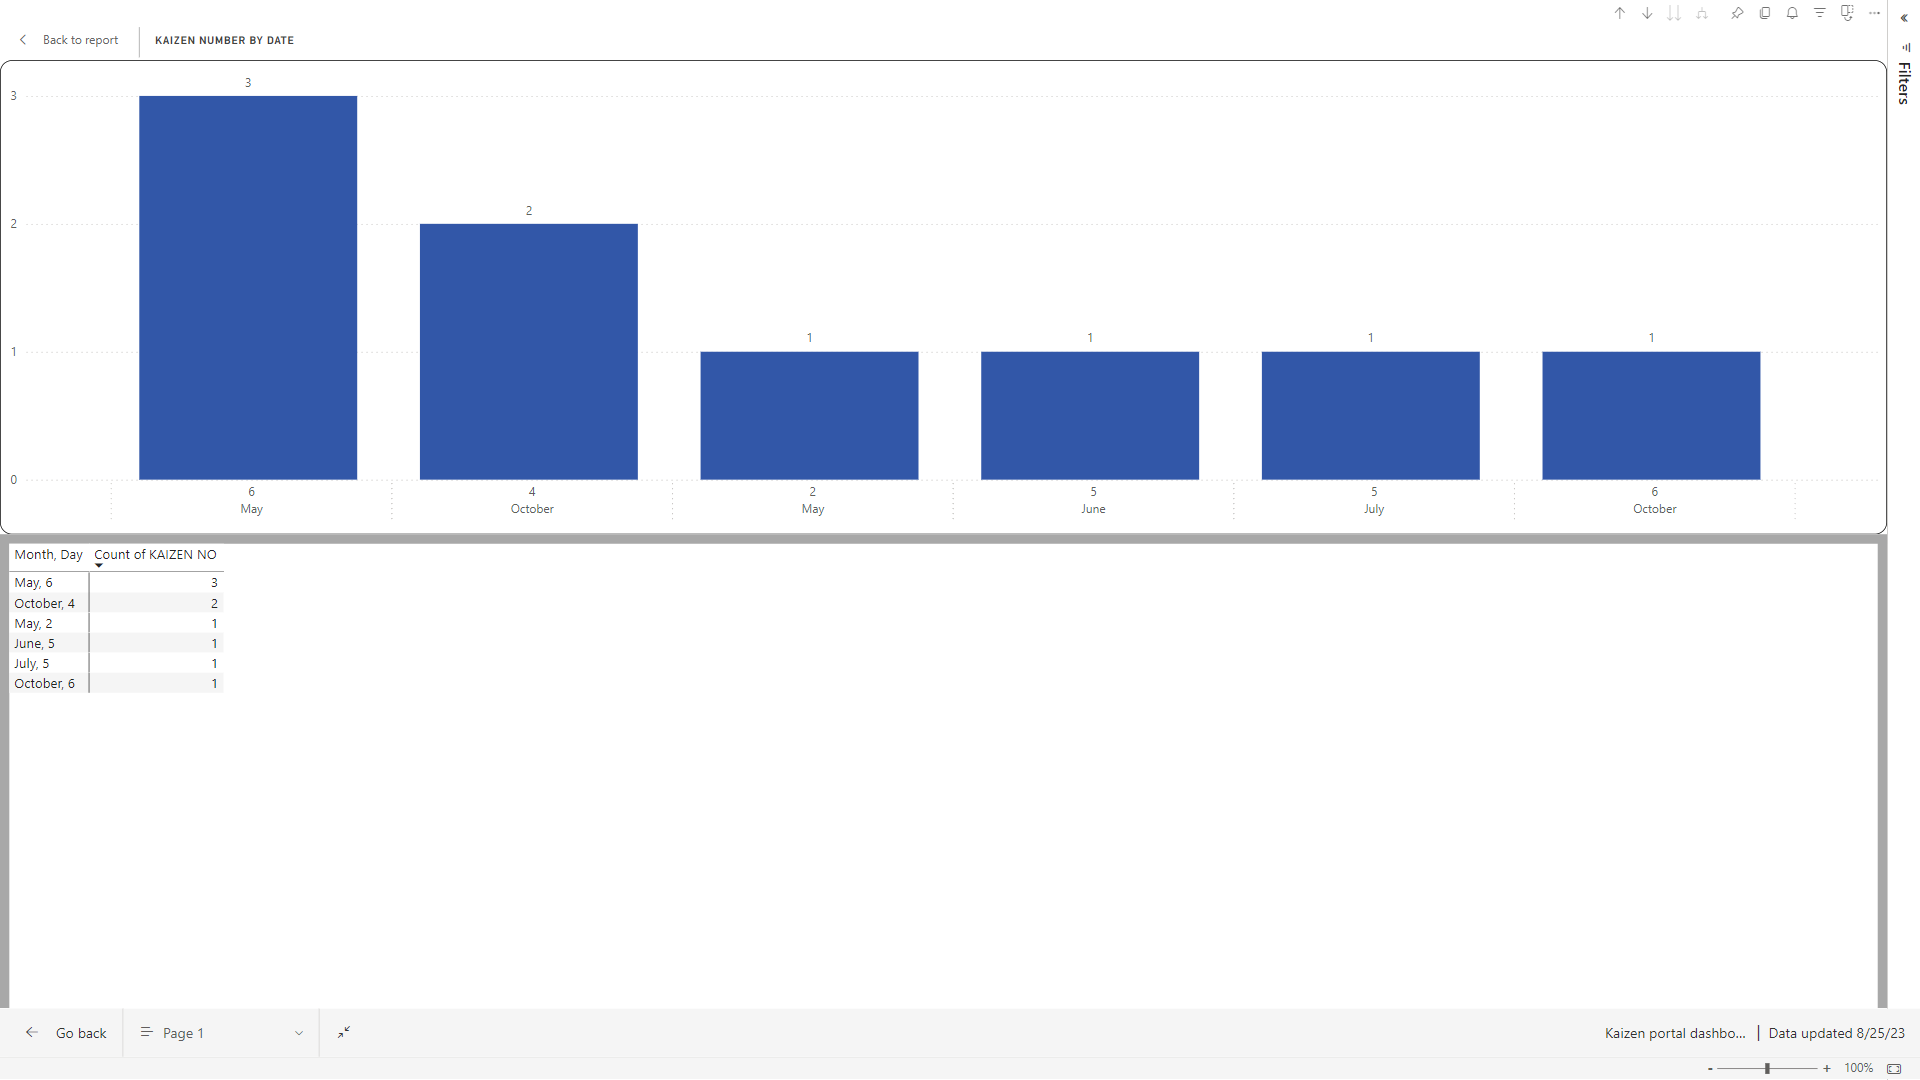 Back to report
KAIZEN NUMBER BY DATE
Filters
3
2
1
0
3
2
1
1
1
1
6
May
4
October
2
May
5
June
5
July
6
October
Month, Day Count of KAIZEN NO
May, 6 3
October, 4 2
May, 2 1
June, 5 1
July, 5 1
October, 6 1
Go back
Page 1
Kaizen portal dashbo... | Data updated 8/25/23
- + 100%